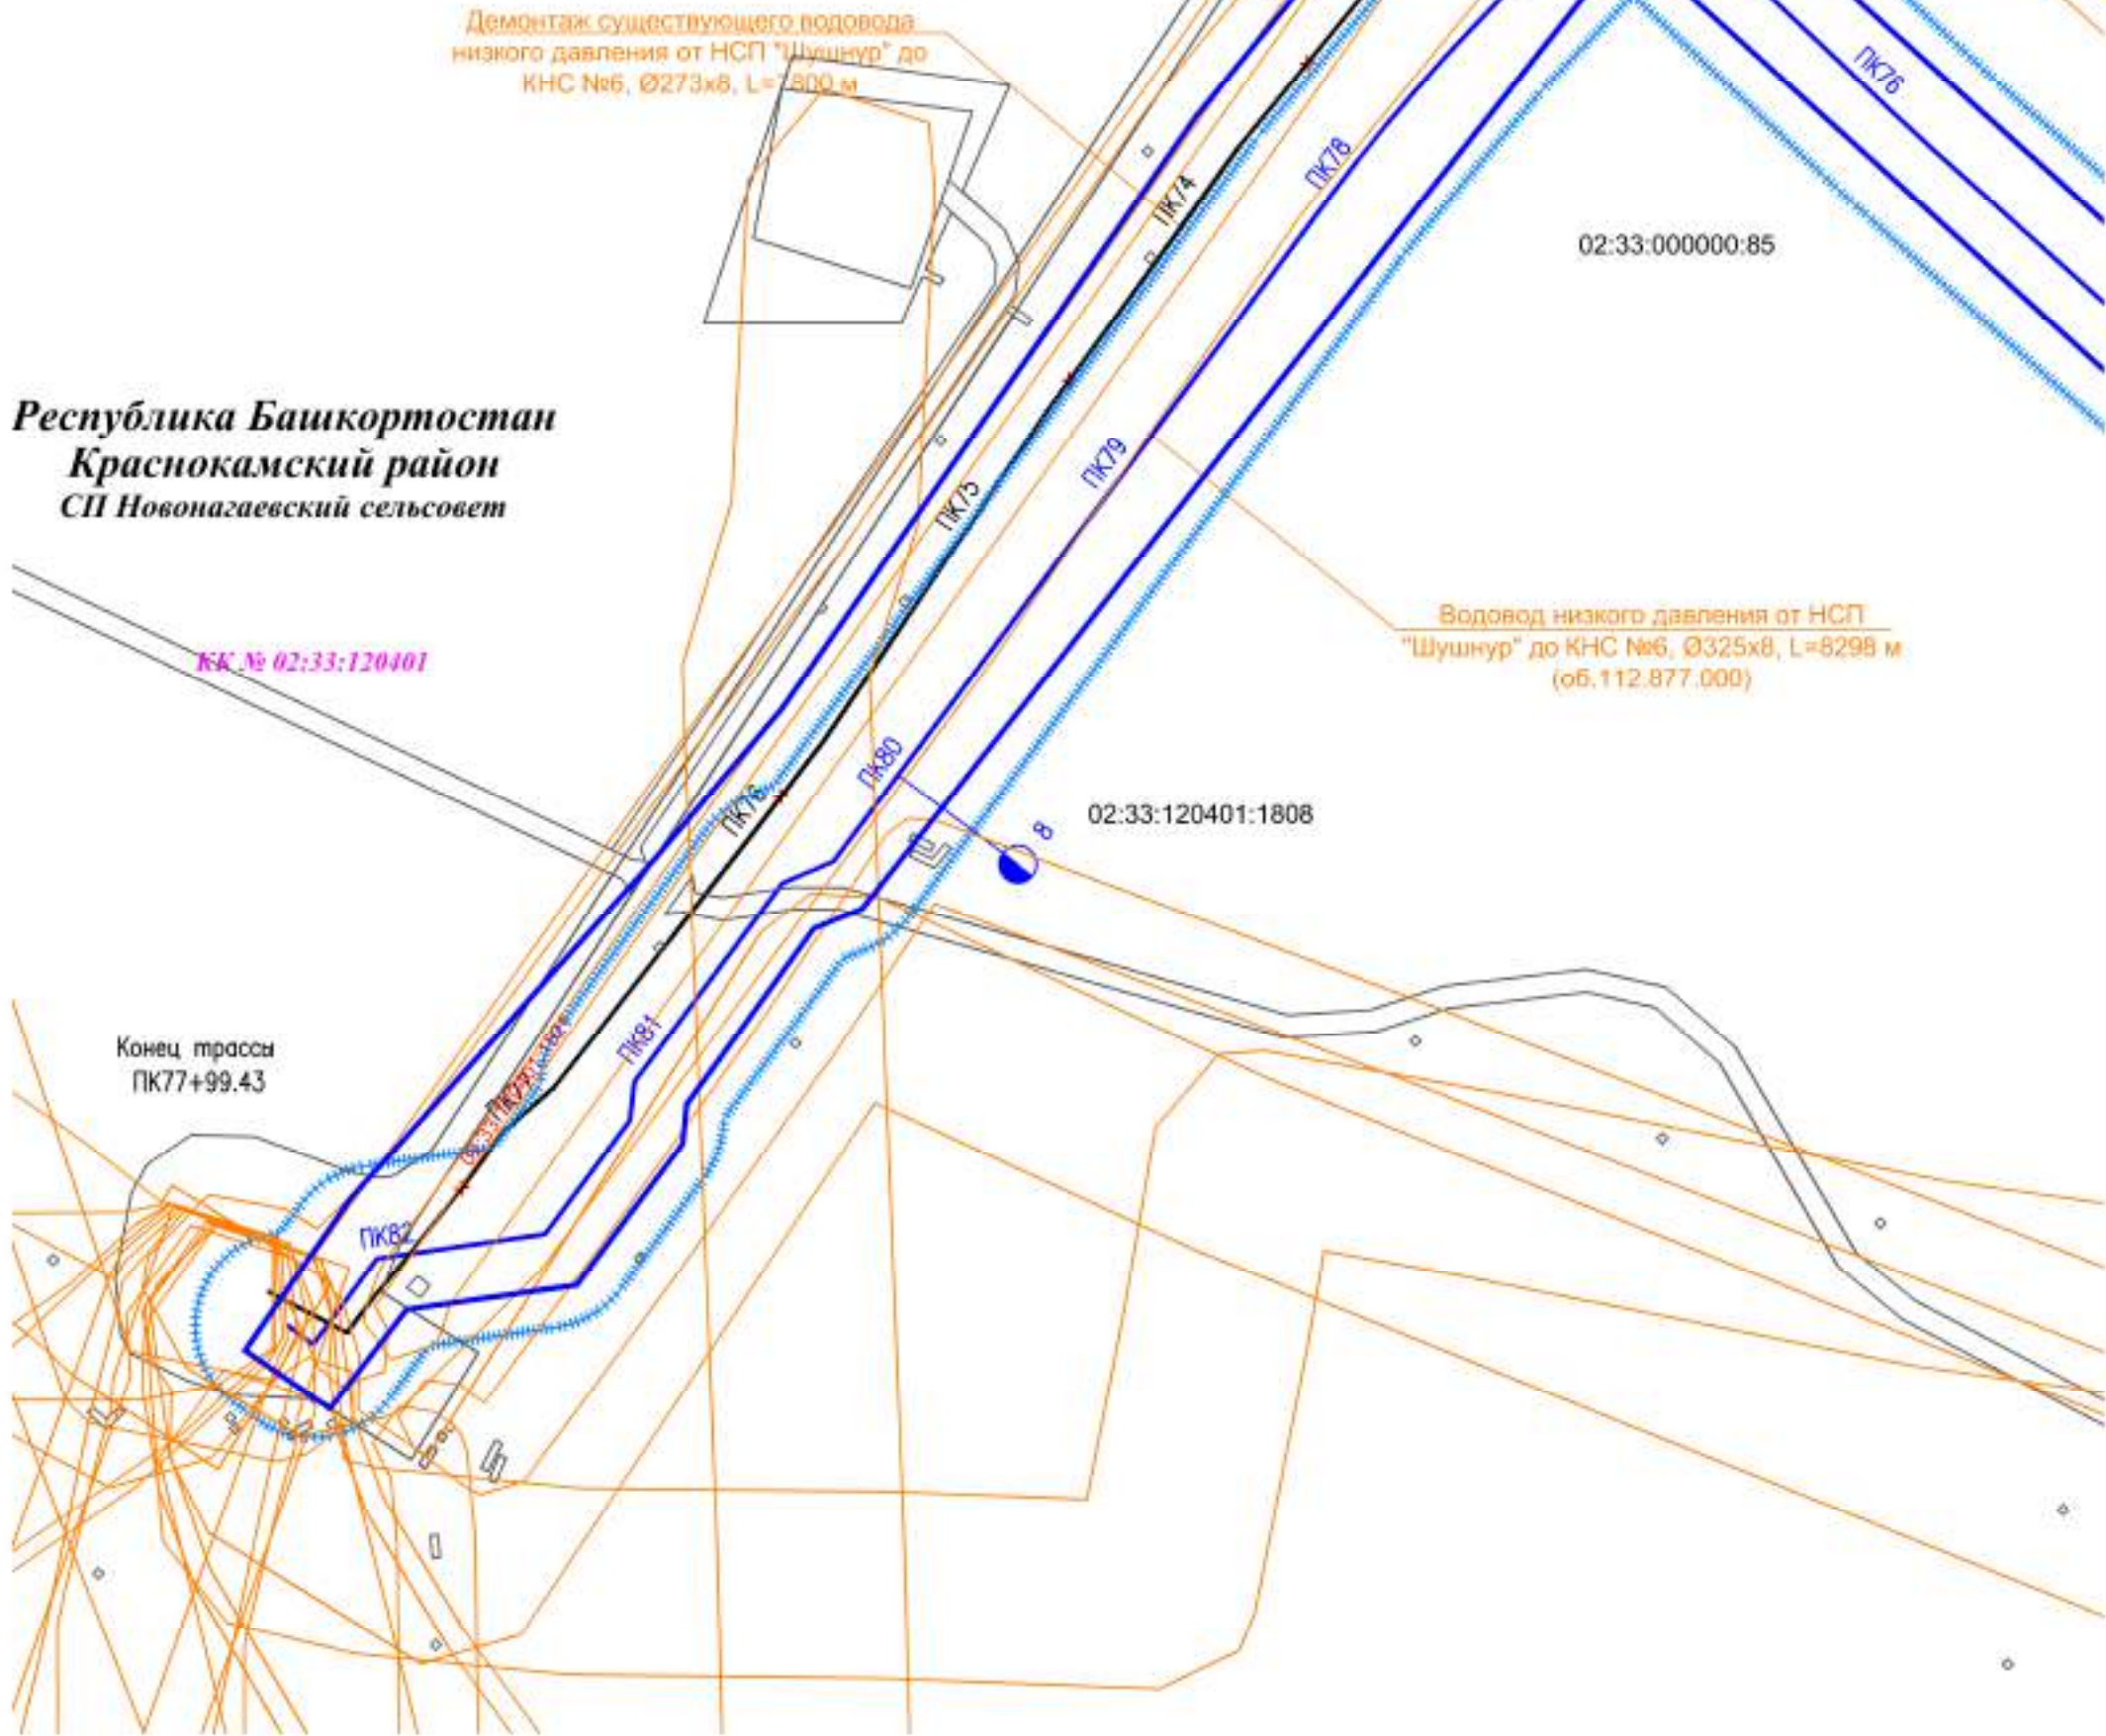 Демонтаж существующего водовода
низкого давления от НСП "Шушнур" до
КНС №6, Ø273х8, L=7800 м
ПК76
ПК78
ПК74
02:33:000000:85
Республика Башкортостан
Краснокамский район
СП Новонагаевский сельсовет
ПК79
ПК75
Водовод низкого давления от НСП
"Шушнур" до КНС №6, Ø325х8, L=8298 м
(об.112.877.000)
КК № 02:33:120401
ПК80
ПК76
02:33:120401:1808
8
ПК81
Конец трассы
ПК77+99.43
ПК77
ПК82